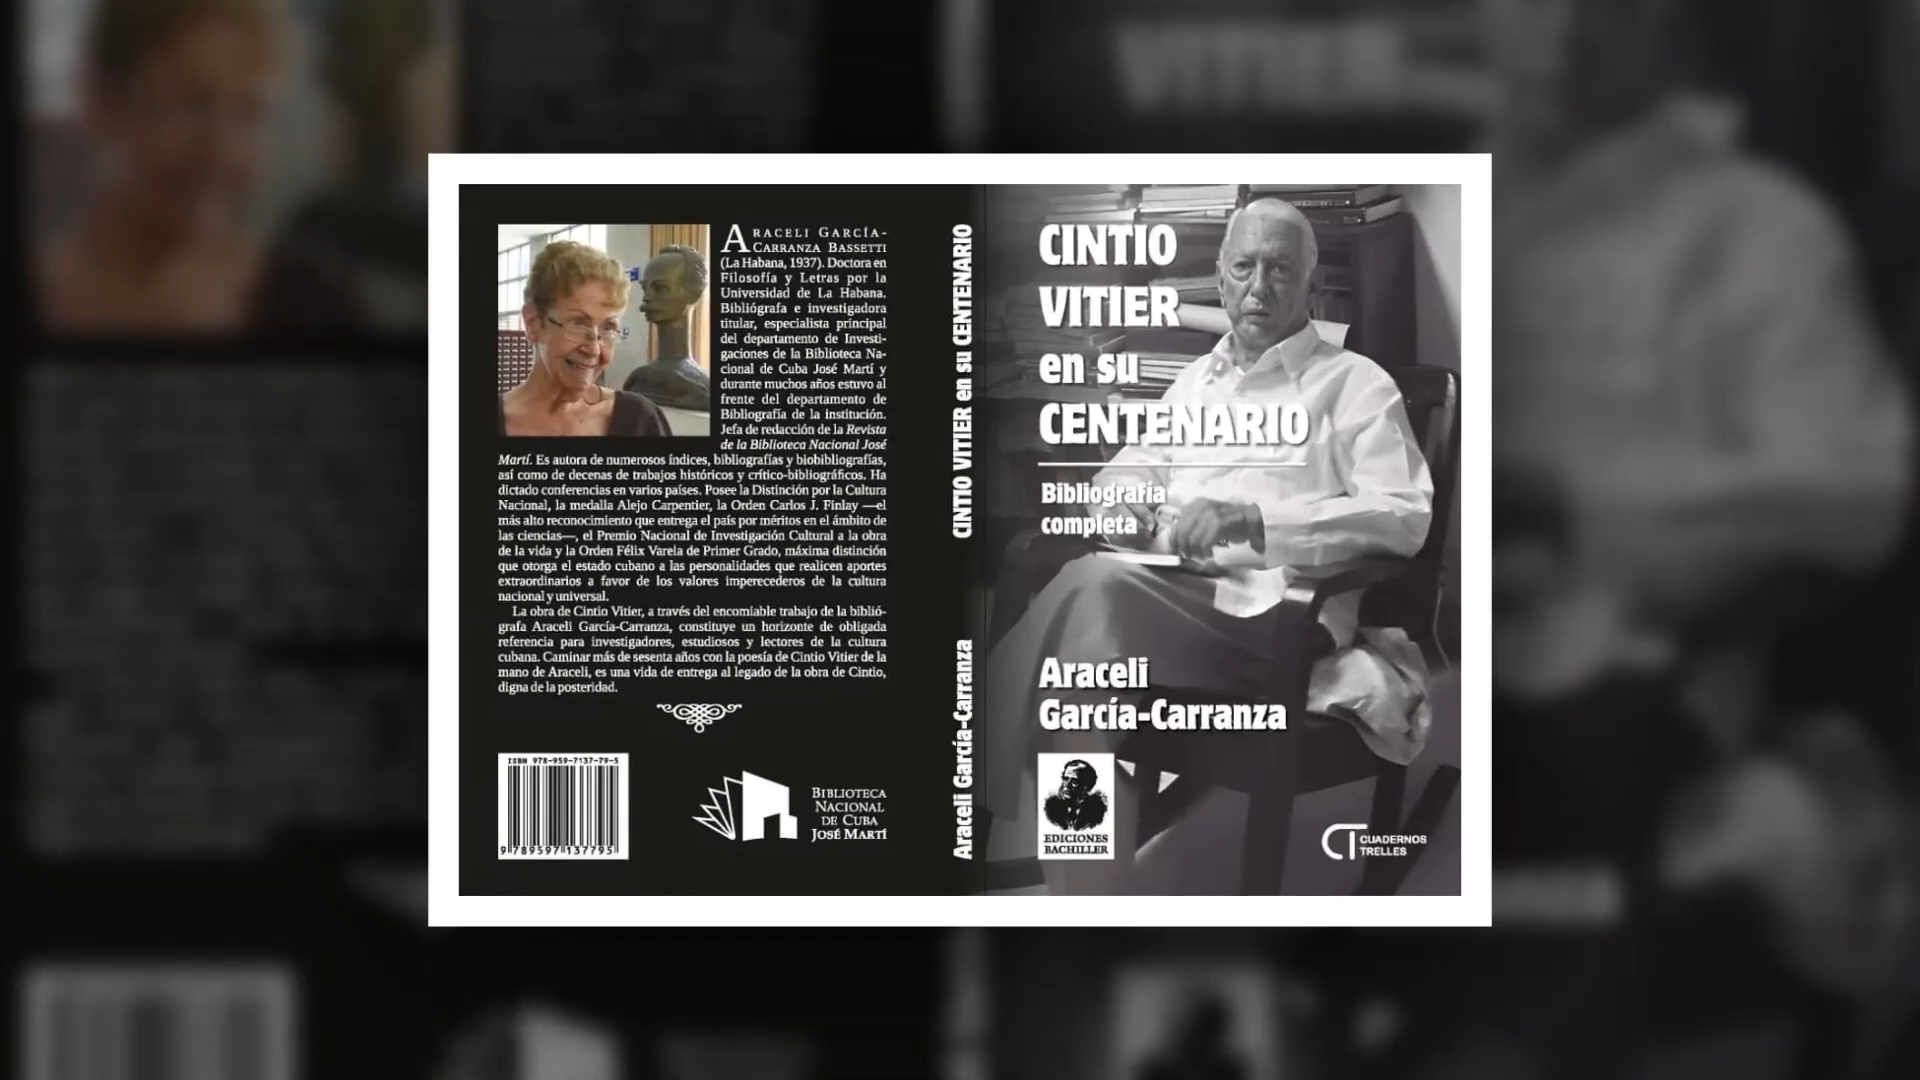 ARACELI GARCÍA-
CARRANZA BASSETTI
(La Habana, 1937). Doctora en
Filosofía y Letras por la
Universidad de La Habana.
Bibliógrafa e investigadora
titular, especialista principal
del departamento de Investi-
gaciones de la Biblioteca Na-
cional de Cuba José Martí y
durante muchos años estuvo al
frente del departamento de
Bibliografía de la institución.
Jefa de redacción de la Revista
de la Biblioteca Nacional José
Martí. Es autora de numerosos índices, bibliografías y biobibliografías,
así como de decenas de trabajos históricos y crítico-bibliográficos. Ha
dictado conferencias en varios países. Posee la Distinción por la Cultura
Nacional, la medalla Alejo Carpentier, la Orden Carlos J. Finlay —el
más alto reconocimiento que entrega el país por méritos en el ámbito de
las ciencias—, el Premio Nacional de Investigación Cultural a la obra
de la vida y la Orden Félix Varela de Primer Grado, máxima distinción
que otorga el estado cubano a las personalidades que realicen aportes
extraordinarios a favor de los valores imperecederos de la cultura
nacional y universal.
La obra de Cintio Vitier, a través del encomiable trabajo de la biblió-
grafa Araceli García-Carranza, constituye un horizonte de obligada
referencia para investigadores, estudiosos y lectores de la cultura
cubana. Caminar más de sesenta años con la poesía de Cintio Vitier de la
mano de Araceli, es una vida de entrega al legado de la obra de Cintio,
digna de la posteridad.
ISBN 978-959-7137-79-5
9 789597 137795
BIBLIOTECA
NACIONAL
DE CUBA
JOSÉ MARTÍ
CINTIO VITIER en su CENTENARIO
Araceli García-Carranza
CINTIO
VITIER
en su
CENTENARIO
Bibliografía
completa
Araceli
García-Carranza
EDICIONES
BACHILLER
CT CUADERNOS
TRELLES
VITIER